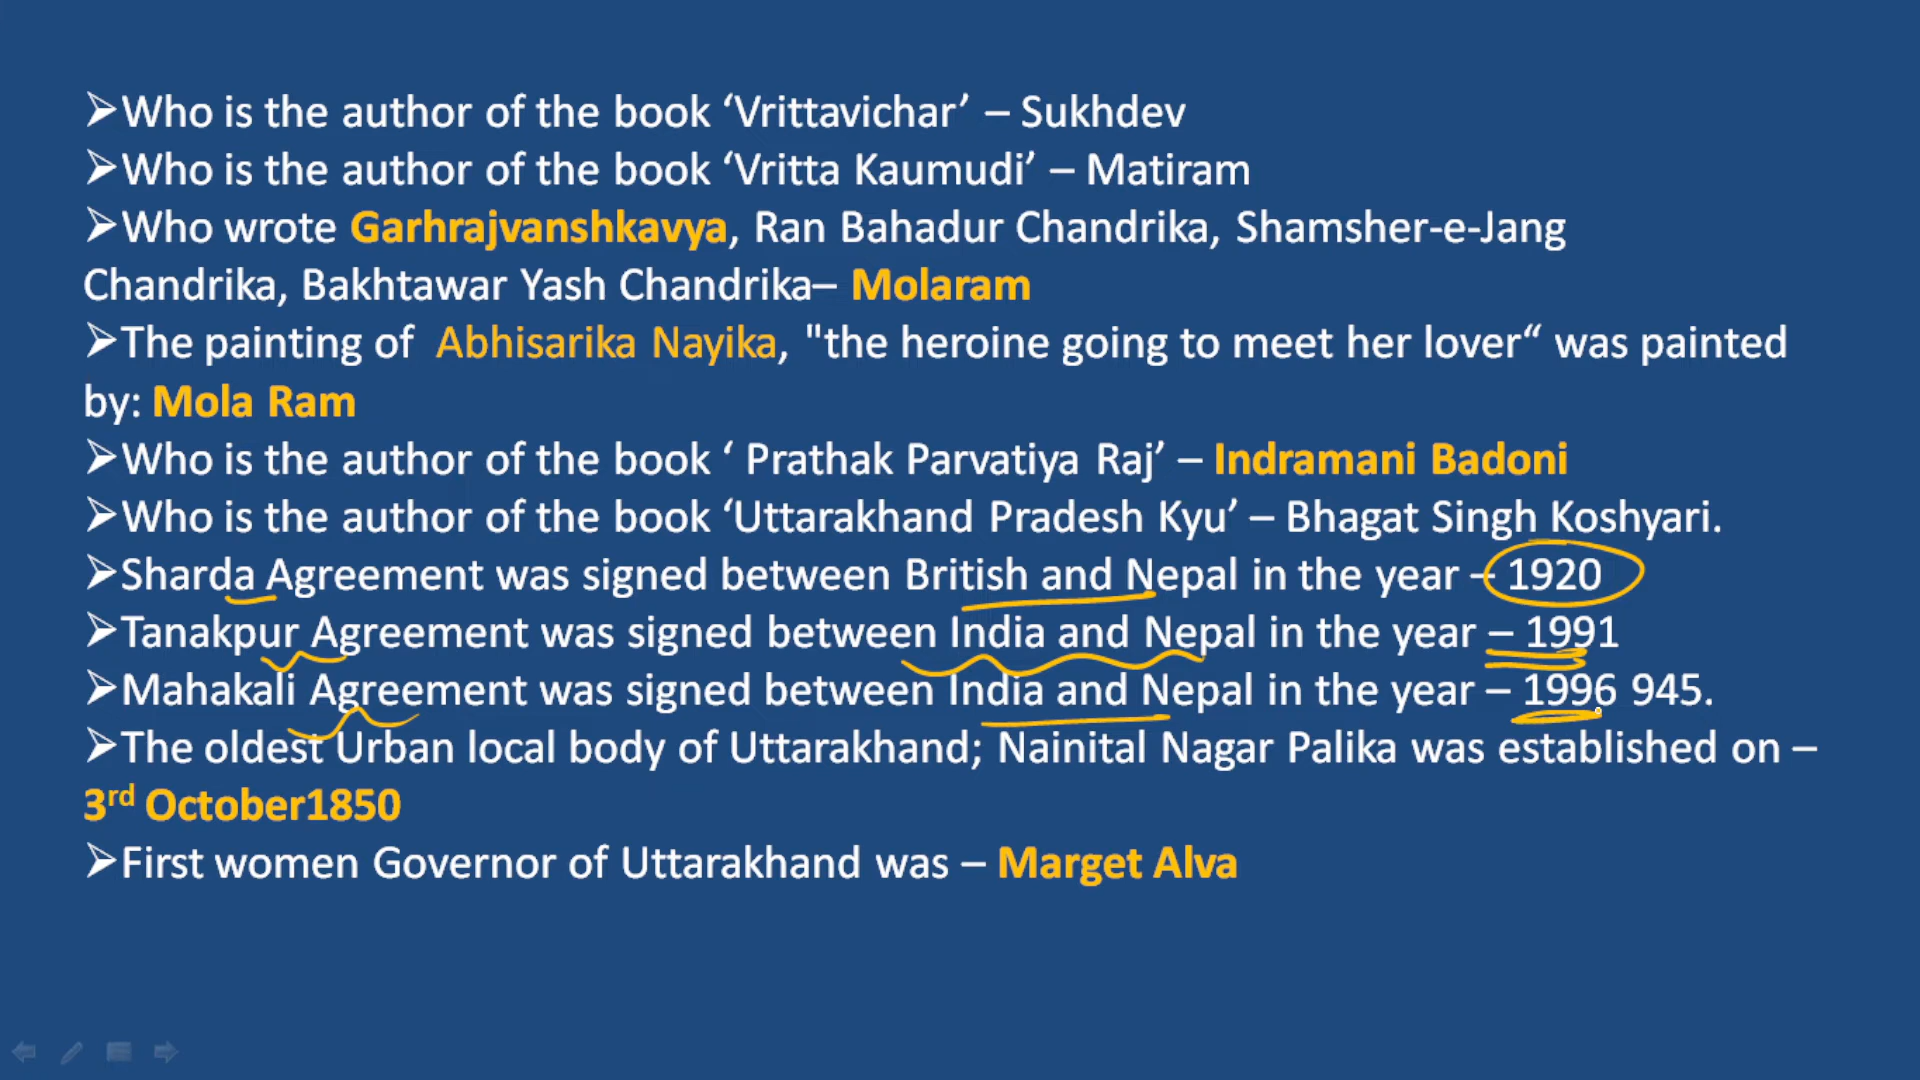 ➢Who is the author of the book ‘Vrittavichar’ – Sukhdev
➢Who is the author of the book ‘Vritta Kaumudi’ – Matiram
➢Who wrote Garhrajvanshkavya, Ran Bahadur Chandrika, Shamsher-e-Jang
Chandrika, Bakhtawar Yash Chandrika– Molaram
➢The painting of Abhisarika Nayika, "the heroine going to meet her lover“ was painted
by: Mola Ram
➢Who is the author of the book ‘ Prathak Parvatiya Raj’ – Indramani Badoni
➢Who is the author of the book ‘Uttarakhand Pradesh Kyu’ – Bhagat Singh Koshyari.
➢Sharda Agreement was signed between British and Nepal in the year – 1920
➢Tanakpur Agreement was signed between India and Nepal in the year – 1991
➢Mahakali Agreement was signed between India and Nepal in the year – 1996 945.
➢The oldest Urban local body of Uttarakhand; Nainital Nagar Palika was established on –
3rd October1850
➢First women Governor of Uttarakhand was – Marget Alva